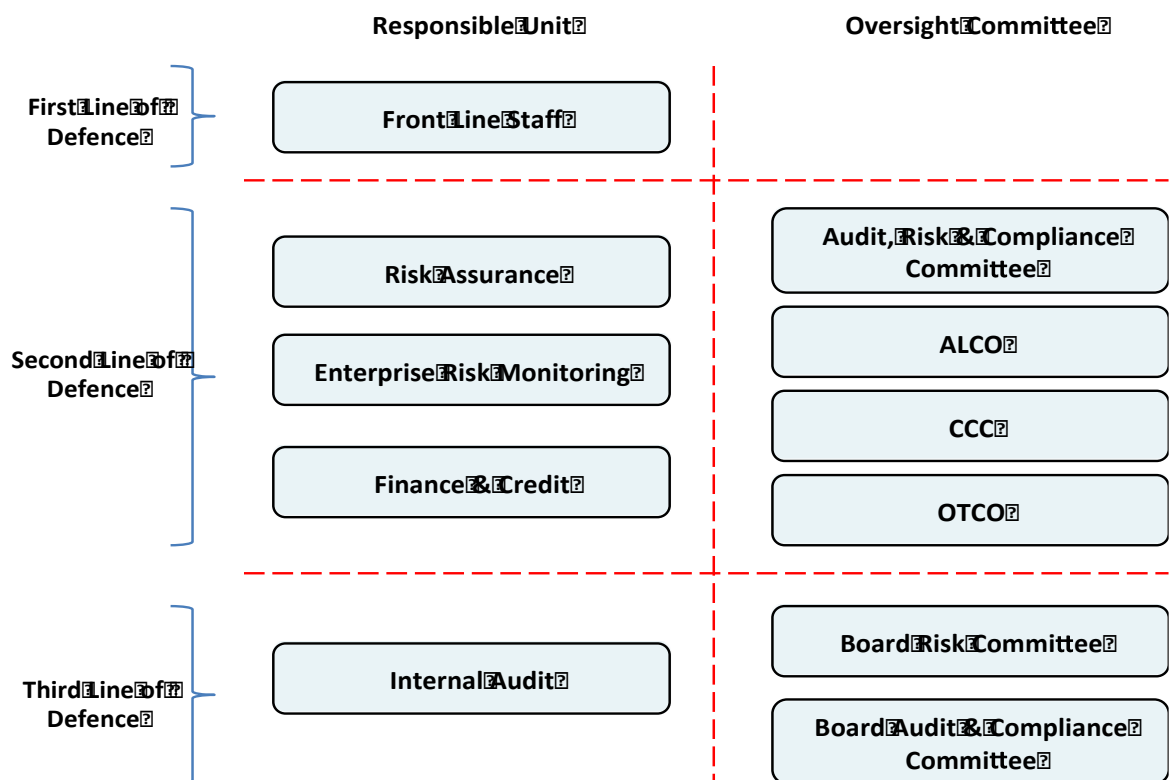 Responsible Unit
Oversight Committee
First Line of
Defence
Front Line Staff
Second Line of
Defence
Risk Assurance
Enterprise Risk Monitoring
Finance & Credit
Audit, Risk & Compliance
Committee
ALCO
CCC
OTCO
Third Line of
Defence
Internal Audit
Board Risk Committee
Board Audit & Compliance
Committee